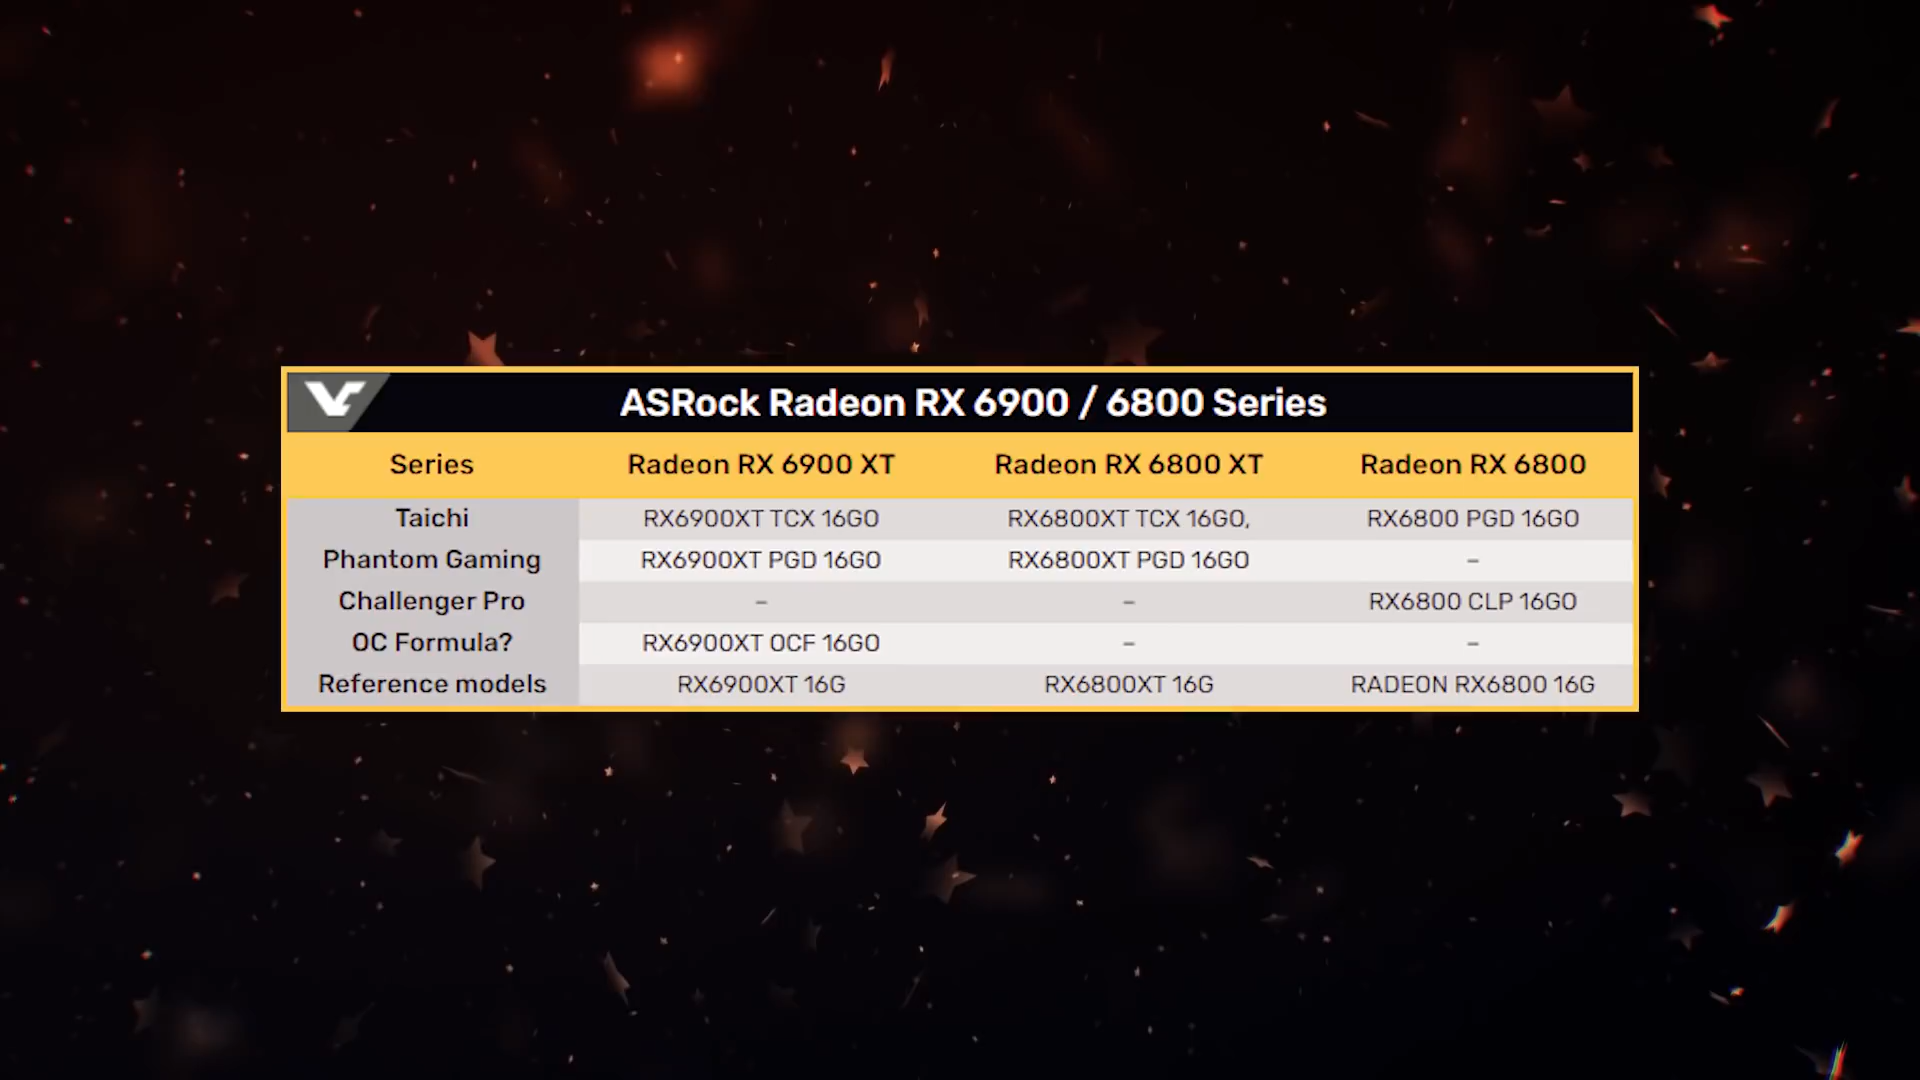 ASRock Radeon RX 6900 / 6800 Series
Series Radeon RX 6900 XT Radeon RX 6800 XT Radeon RX 6800
Taichi RX6900XT TCX 16GO RX6800XT TCX 16GO, RX6800 PGD 16GO
Phantom Gaming RX6900XT PGD 16GO RX6800XT PGD 16GO –
Challenger Pro – – RX6800 CLP 16GO
OC Formula? RX6900XT OCF 16GO – –
Reference models RX6900XT 16G RX6800XT 16G RADEON RX6800 16G